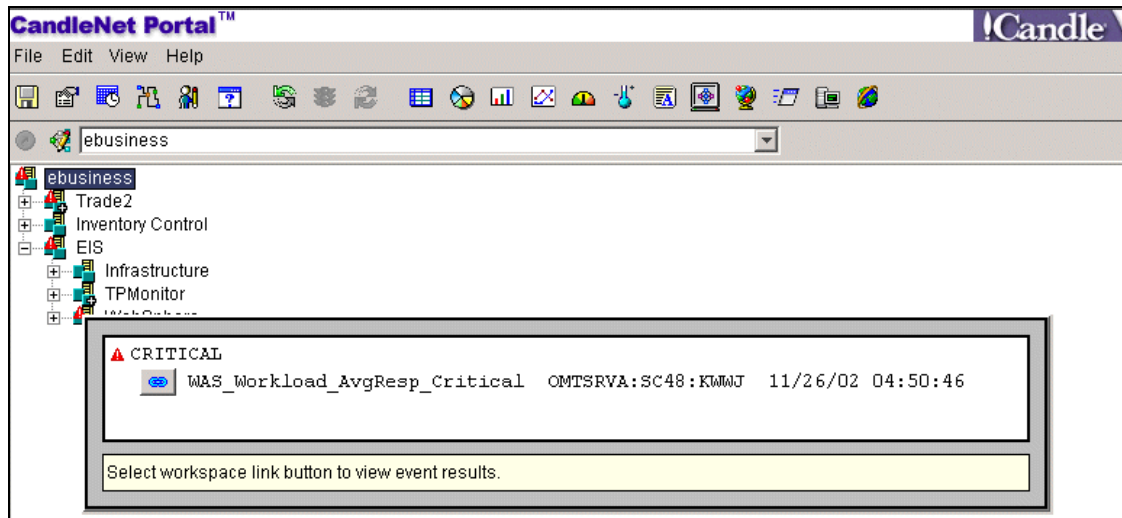 CandleNet Portal™
!Candle
File Edit View Help
ebusiness
ebusiness
Trade2
Inventory Control
EIS
Infrastructure
TPMonitor
WebSphere
CRITICAL
WAS_Workload_AvgResp_Critical OMTSRVA:SC48:KWWJ 11/26/02 04:50:46
Select workspace link button to view event results.